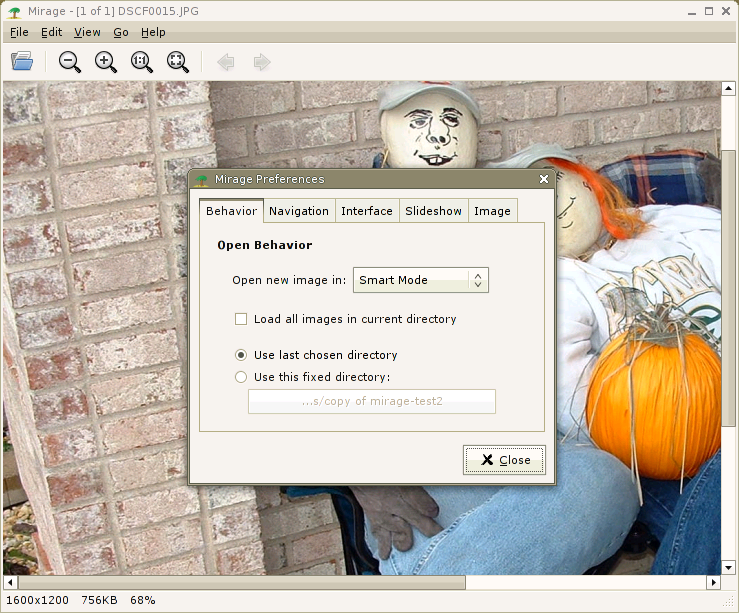 Mirage - [1 of 1] DSCF0015.JPG
File Edit View Go Help
1:1
Mirage Preferences
Behavior Navigation Interface Slideshow Image
Open Behavior
Open new image in: Smart Mode
Load all images in current directory
Use last chosen directory
Use this fixed directory:
...s/copy of mirage-test2
Close
1600x1200 756KB 68%